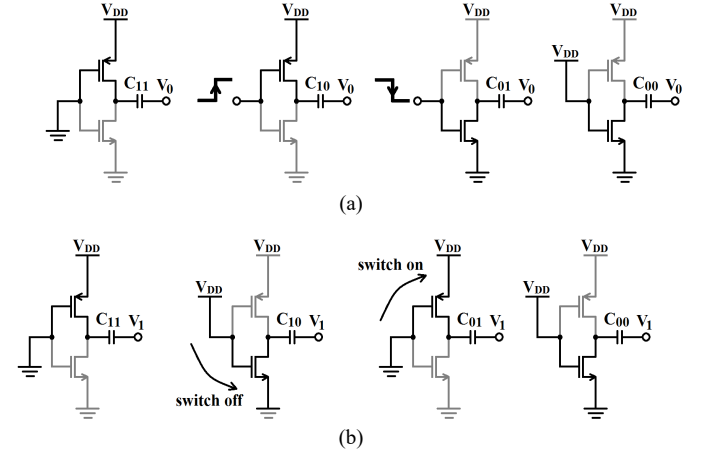 VDD VDD VDD VDD
VDD
C11 V0 C10 V0 C01 V0 C00 V0
(a)
VDD VDD VDD VDD
switch on
VDD VDD
C11 V1 C10 V1 C01 V1 C00 V1
switch off
(b)